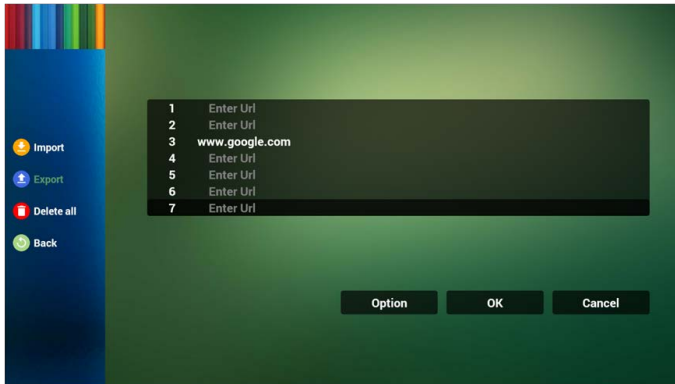 Import
Export
Delete all
Back
1 Enter Url
2 Enter Url
3 www.google.com
4 Enter Url
5 Enter Url
6 Enter Url
7 Enter Url
Option OK Cancel